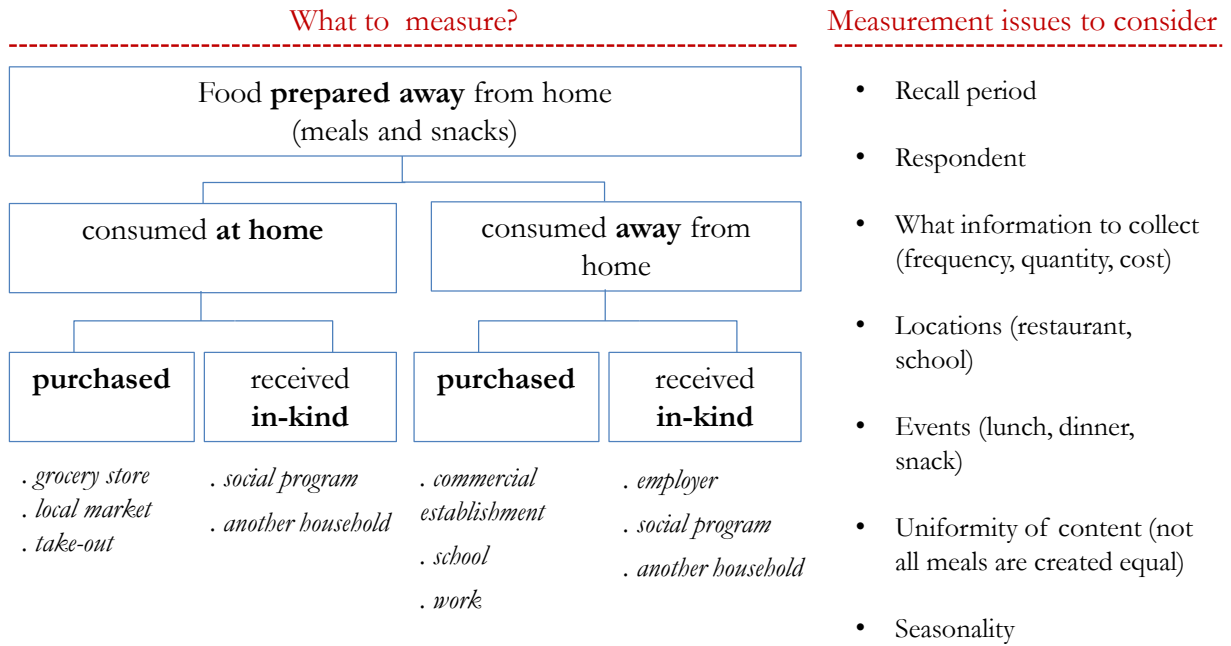 What to measure?
Food prepared away from home
(meals and snacks)
consumed at home
consumed away from
home
purchased
received
in-kind
purchased
received
in-kind
. grocery store
. local market
. take-out
. social program
. another household
. commercial
establishment
. school
. work
. employer
. social program
. another household
Measurement issues to consider
• Recall period
• Respondent
• What information to collect
(frequency, quantity, cost)
• Locations (restaurant,
school)
• Events (lunch, dinner,
snack)
• Uniformity of content (not
all meals are created equal)
• Seasonality